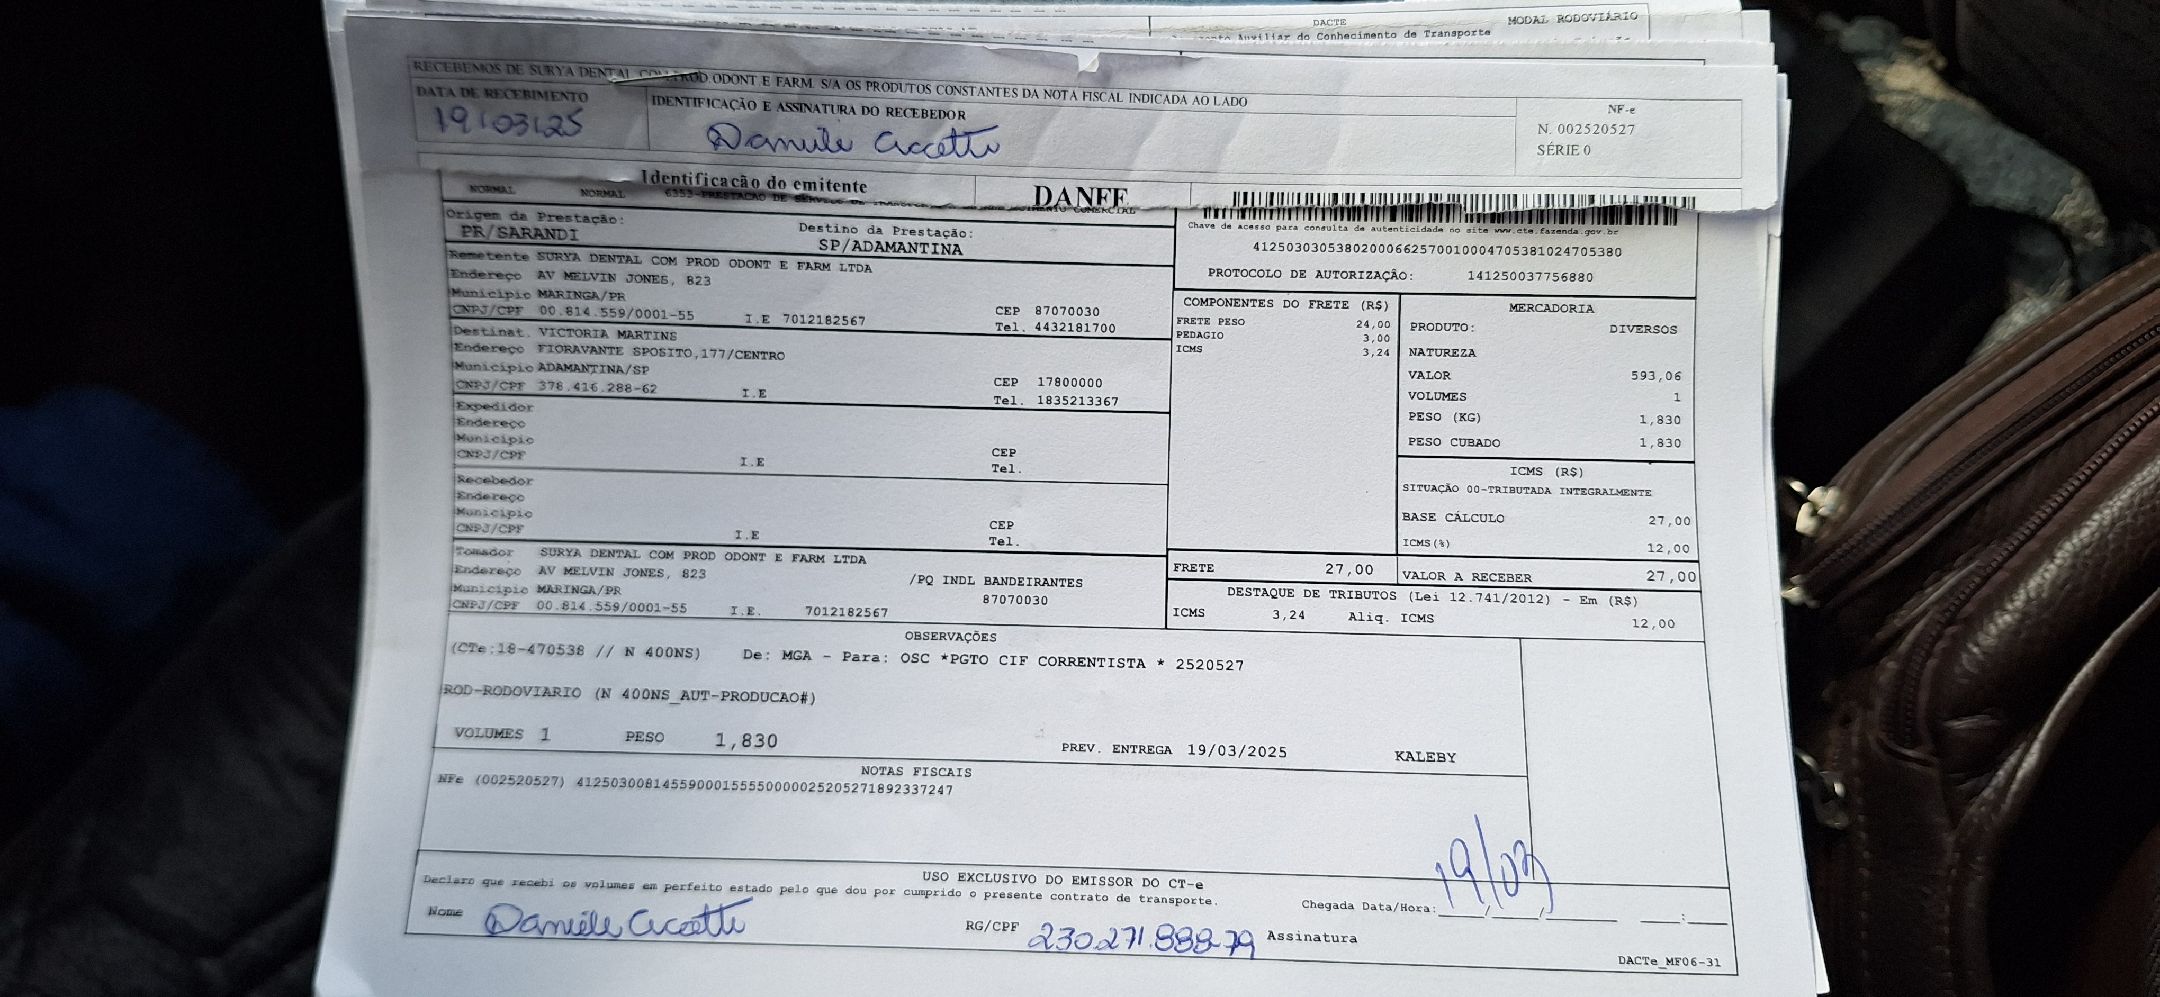 DACTE
MODAL RODOVIÁRIO
Auxiliar do Conhecimento de Transporte
RECEBEMOS DE SURYA DENTAL COM PROD. ODONT E FARM. S/A OS PRODUTOS CONSTANTES DA NOTA FISCAL INDICADA AO LADO
DATA DE RECEBIMENTO
19/03/25
IDENTIFICAÇÃO E ASSINATURA DO RECEBEDOR
NF-e
N. 002520527
SÉRIE 0
Identificação do emitente
DANFE
NORMAL NORMAL 6353-PRESTACAO DE SERVICO DE
Origem da Prestação:
PR/SARANDI
Destino da Prestação:
SP/ADAMANTINA
Chave de acesso para consulta de autenticidade no site www.cte.fazenda.gov.br
41250303053802000662570010004705381024705380
PROTOCOLO DE AUTORIZAÇÃO: 141250037756880
Remetente SURYA DENTAL COM PROD ODONT E FARM LTDA
Endereço AV MELVIN JONES, 823
Município MARINGA/PR
CNPJ/CPF 00.814.559/0001-55 I.E 7012182567
CEP 87070030
Tel. 4432181700
Destinat. VICTORIA MARTINS
Endereço FIORAVANTE SPOSITO,177/CENTRO
Município ADAMANTINA/SP
CNPJ/CPF 378.416.288-62 I.E
CEP 17800000
Tel. 1835213367
Expedidor
Endereço
Município
CNPJ/CPF I.E
CEP
Tel.
Recebedor
Endereço
Município
CNPJ/CPF I.E
CEP
Tel.
Tomador SURYA DENTAL COM PROD ODONT E FARM LTDA
Endereço AV MELVIN JONES, 823 /PQ INDL BANDEIRANTES
Município MARINGA/PR 87070030
CNPJ/CPF 00.814.559/0001-55 I.E. 7012182567
COMPONENTES DO FRETE (R$)
FRETE PESO 24,00
PEDAGIO 3,00
ICMS 3,24
MERCADORIA
PRODUTO: DIVERSOS
NATUREZA
VALOR 593,06
VOLUMES 1
PESO (KG) 1,830
PESO CUBADO 1,830
ICMS (R$)
SITUAÇÃO 00-TRIBUTADA INTEGRALMENTE
BASE CÁLCULO 27,00
ICMS(%) 12,00
FRETE 27,00
VALOR A RECEBER 27,00
DESTAQUE DE TRIBUTOS (Lei 12.741/2012) - Em (R$)
ICMS 3,24 Aliq. ICMS 12,00
OBSERVAÇÕES
(CTe:18-470538 // N 400NS) De: MGA - Para: OSC *PGTO CIF CORRENTISTA * 2520527
ROD-RODOVIARIO (N 400NS_AUT-PRODUCAO#)
VOLUMES 1 PESO 1,830 PREV. ENTREGA 19/03/2025 KALEBY
NOTAS FISCAIS
NFe (002520527) 41250300814559000155550000025205271892337247
19/03
USO EXCLUSIVO DO EMISSOR DO CT-e
Declaro que recebi os volumes em perfeito estado pelo que dou por cumprido o presente contrato de transporte.
Chegada Data/Hora:___/___/___ ___:___
Nome
RG/CPF 230.271.888-79 Assinatura
DACTe_MF06-31